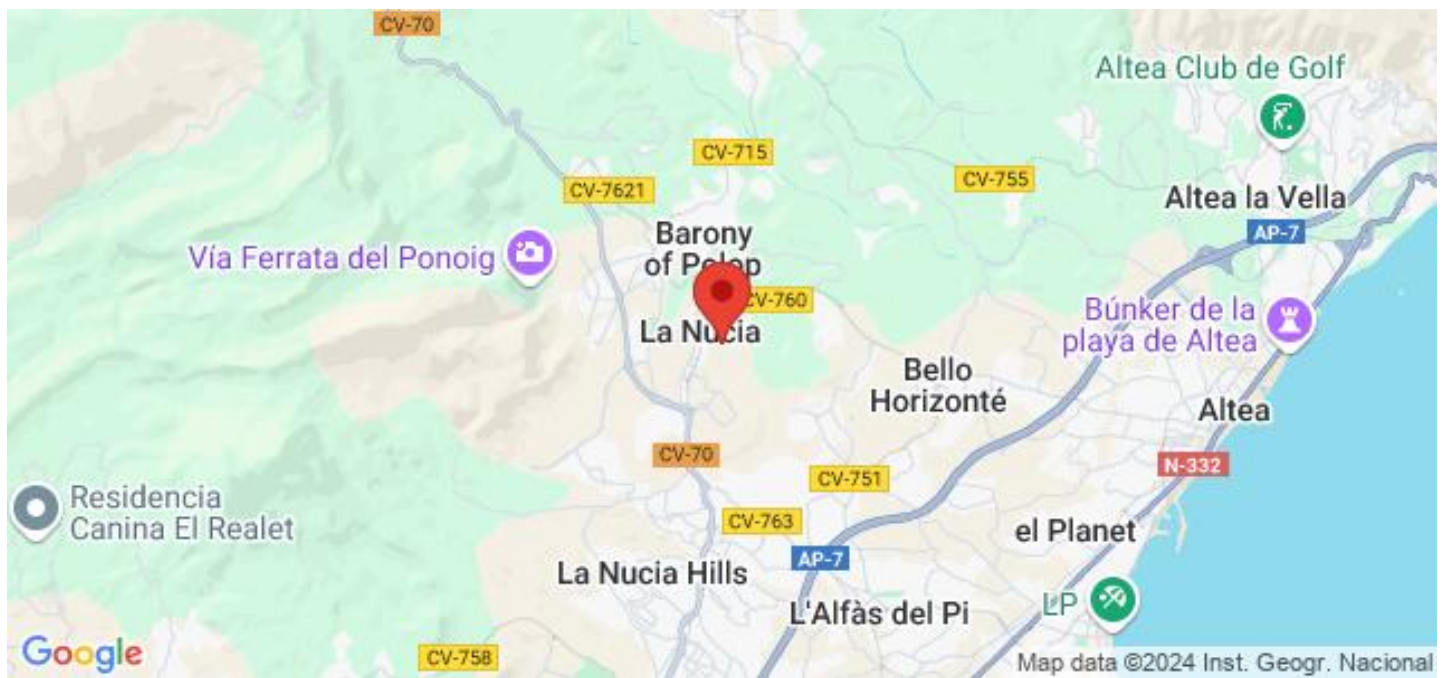 CV-70
Altea Club de Golf
CV-715
CV-755
CV-7621
Altea la Vella
Barony
of Polop
AP-7
Vía Ferrata del Ponoig
CV-760
Búnker de la
playa de Altea
La Nucia
Bello
Horizonté
Altea
CV-70
N-332
CV-751
Residencia
Canina El Realet
CV-763
el Planet
AP-7
La Nucia Hills
LP
L'Alfàs del Pi
Google
CV-758
Map data ©2024 Inst. Geogr. Nacional